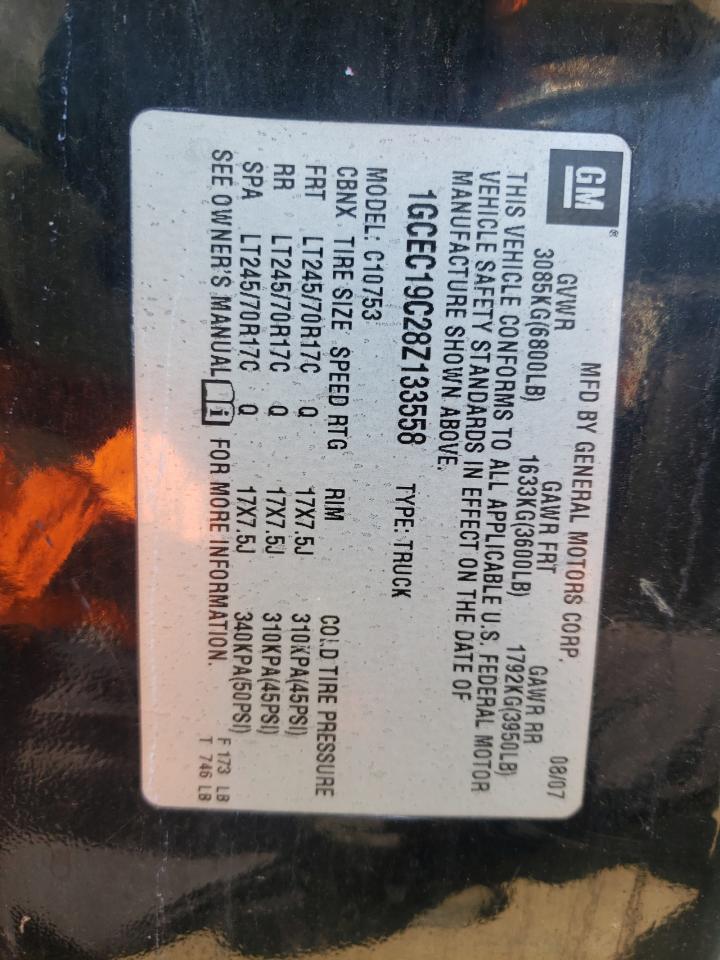 GM®
MFD BY GENERAL MOTORS CORP. 08/07
GVWR GAWR FRT GAWR RR
3085KG(6800LB) 1633KG(3600LB) 1792KG(3950LB)
THIS VEHICLE CONFORMS TO ALL APPLICABLE U.S. FEDERAL MOTOR
VEHICLE SAFETY STANDARDS IN EFFECT ON THE DATE OF
MANUFACTURE SHOWN ABOVE.
1GCEC19C28Z133558 TYPE: TRUCK
MODEL: C10753
CBNX TIRE SIZE SPEED RTG RIM COLD TIRE PRESSURE
FRT LT245/70R17C Q 17X7.5J 310KPA(45PSI)
RR LT245/70R17C Q 17X7.5J 310KPA(45PSI)
SPA LT245/70R17C Q 17X7.5J 340KPA(50PSI)
SEE OWNER'S MANUAL i FOR MORE INFORMATION.
F 173 LB
T 746 LB